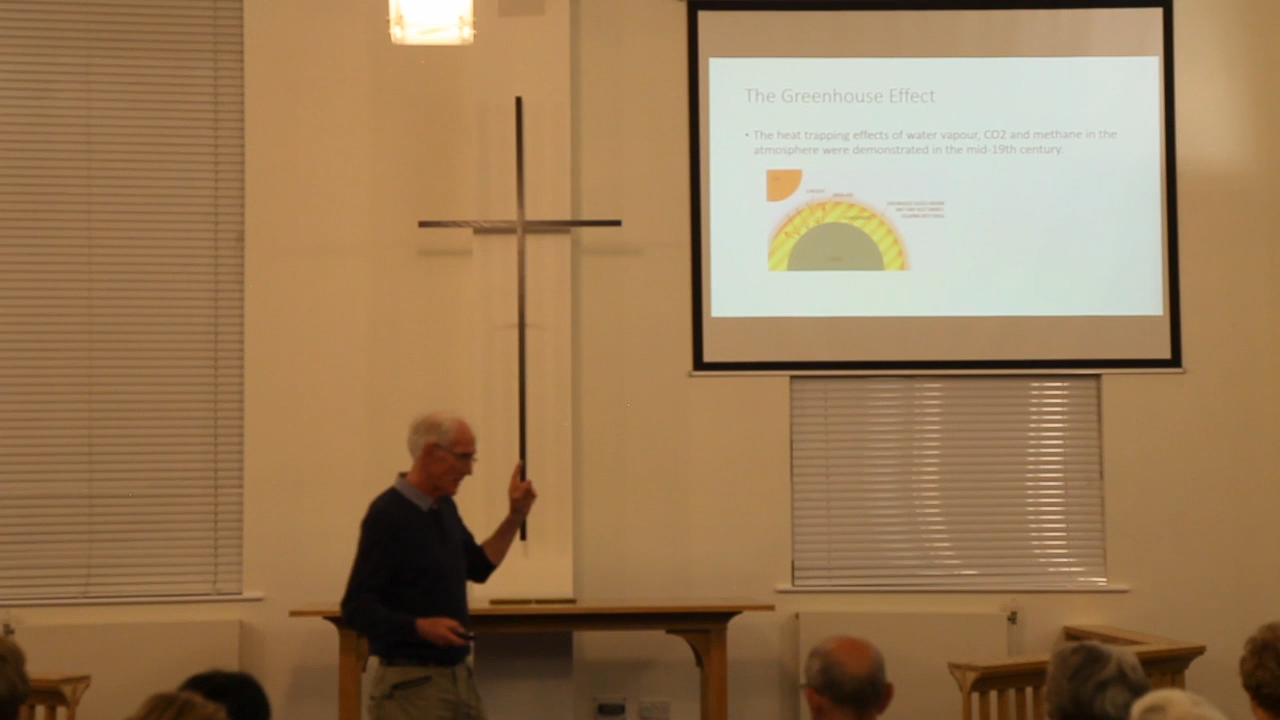 The Greenhouse Effect
• The heat trapping effects of water vapour, CO2 and methane in the
atmosphere were demonstrated in the mid-19th century.